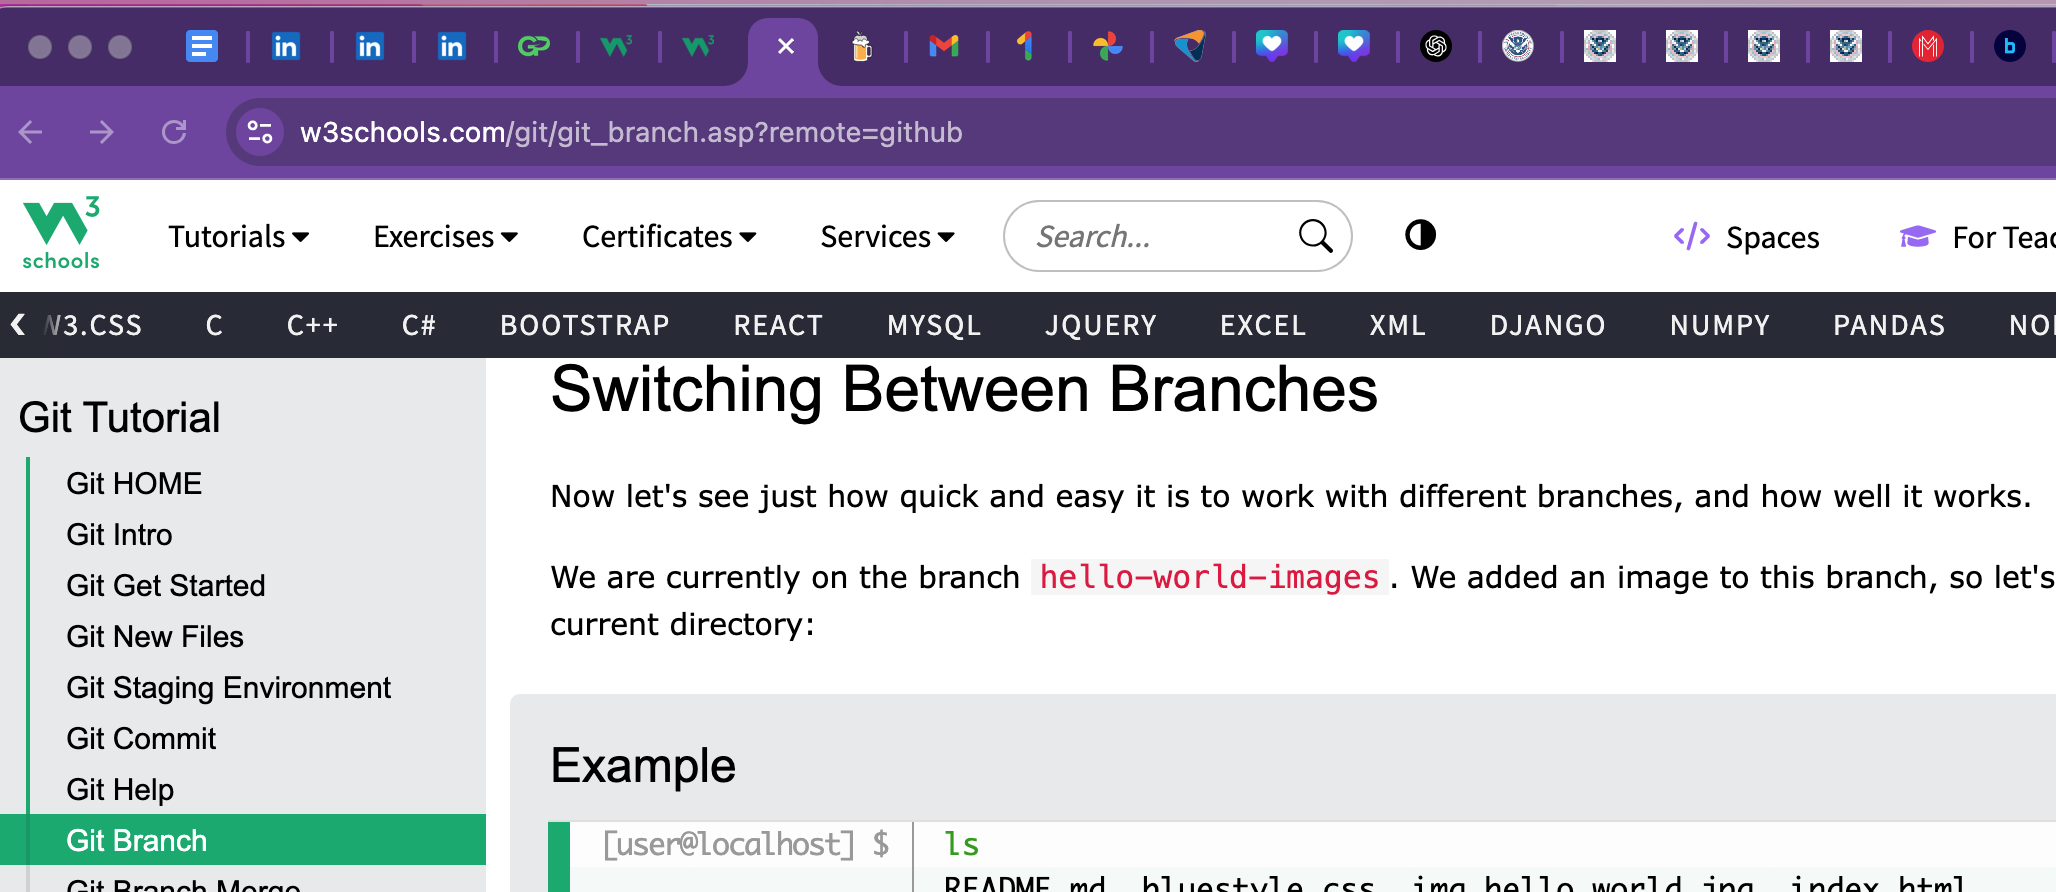 w3schools.com/git/git_branch.asp?remote=github
W3 schools
Tutorials Exercises Certificates Services Search... Spaces For Teac
W3.CSS C C++ C# BOOTSTRAP REACT MYSQL JQUERY EXCEL XML DJANGO NUMPY PANDAS NO
Git Tutorial
Git HOME
Git Intro
Git Get Started
Git New Files
Git Staging Environment
Git Commit
Git Help
Git Branch
Git Branch Merge
Switching Between Branches
Now let's see just how quick and easy it is to work with different branches, and how well it works.
We are currently on the branch hello-world-images. We added an image to this branch, so let's
current directory:
Example
[user@localhost] $ ls
README.md bluestyle.css img_hello_world.jpg index.html